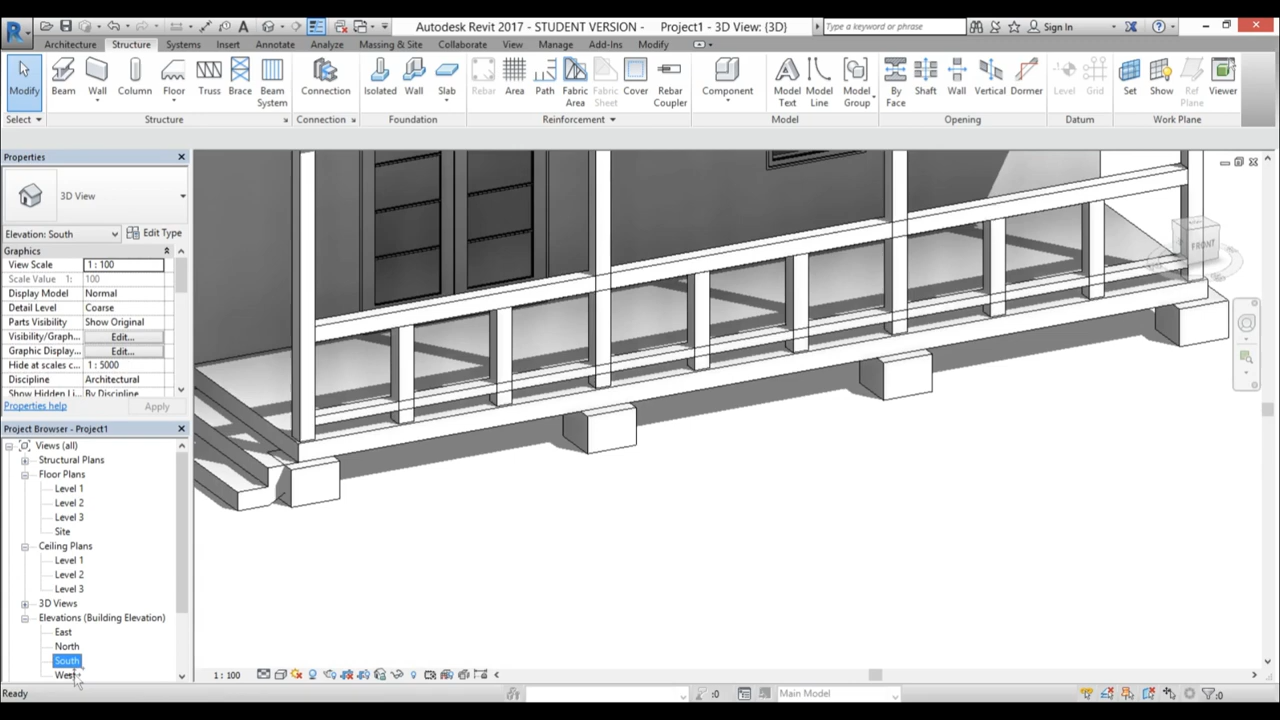 Autodesk Revit 2017 - STUDENT VERSION - Project1 - 3D View: {3D}
Type a keyword or phrase
Sign In
Architecture Structure Systems Insert Annotate Analyze Massing & Site Collaborate View Manage Add-Ins Modify
Modify Beam Wall Column Floor Truss Brace Beam System Connection Isolated Wall Slab Rebar Area Path Fabric Area Fabric Sheet Cover Rebar Coupler Component Model Text Model Line Model Group By Face Shaft Wall Vertical Dormer Level Grid Set Show Ref Plane Viewer
Select Structure Connection Foundation Reinforcement Model Opening Datum Work Plane
Properties
3D View
Elevation: South Edit Type
Graphics
View Scale 1 : 100
Scale Value 1: 100
Display Model Normal
Detail Level Coarse
Parts Visibility Show Original
Visibility/Graph... Edit...
Graphic Display... Edit...
Hide at scales c... 1 : 5000
Discipline Architectural
Show Hidden Li... By Discipline
Properties help Apply
Project Browser - Project1
Views (all)
Structural Plans
Floor Plans
Level 1
Level 2
Level 3
Site
Ceiling Plans
Level 1
Level 2
Level 3
3D Views
Elevations (Building Elevation)
East
North
South
West
FRONT
1 : 100
Ready
:0
Main Model
:0